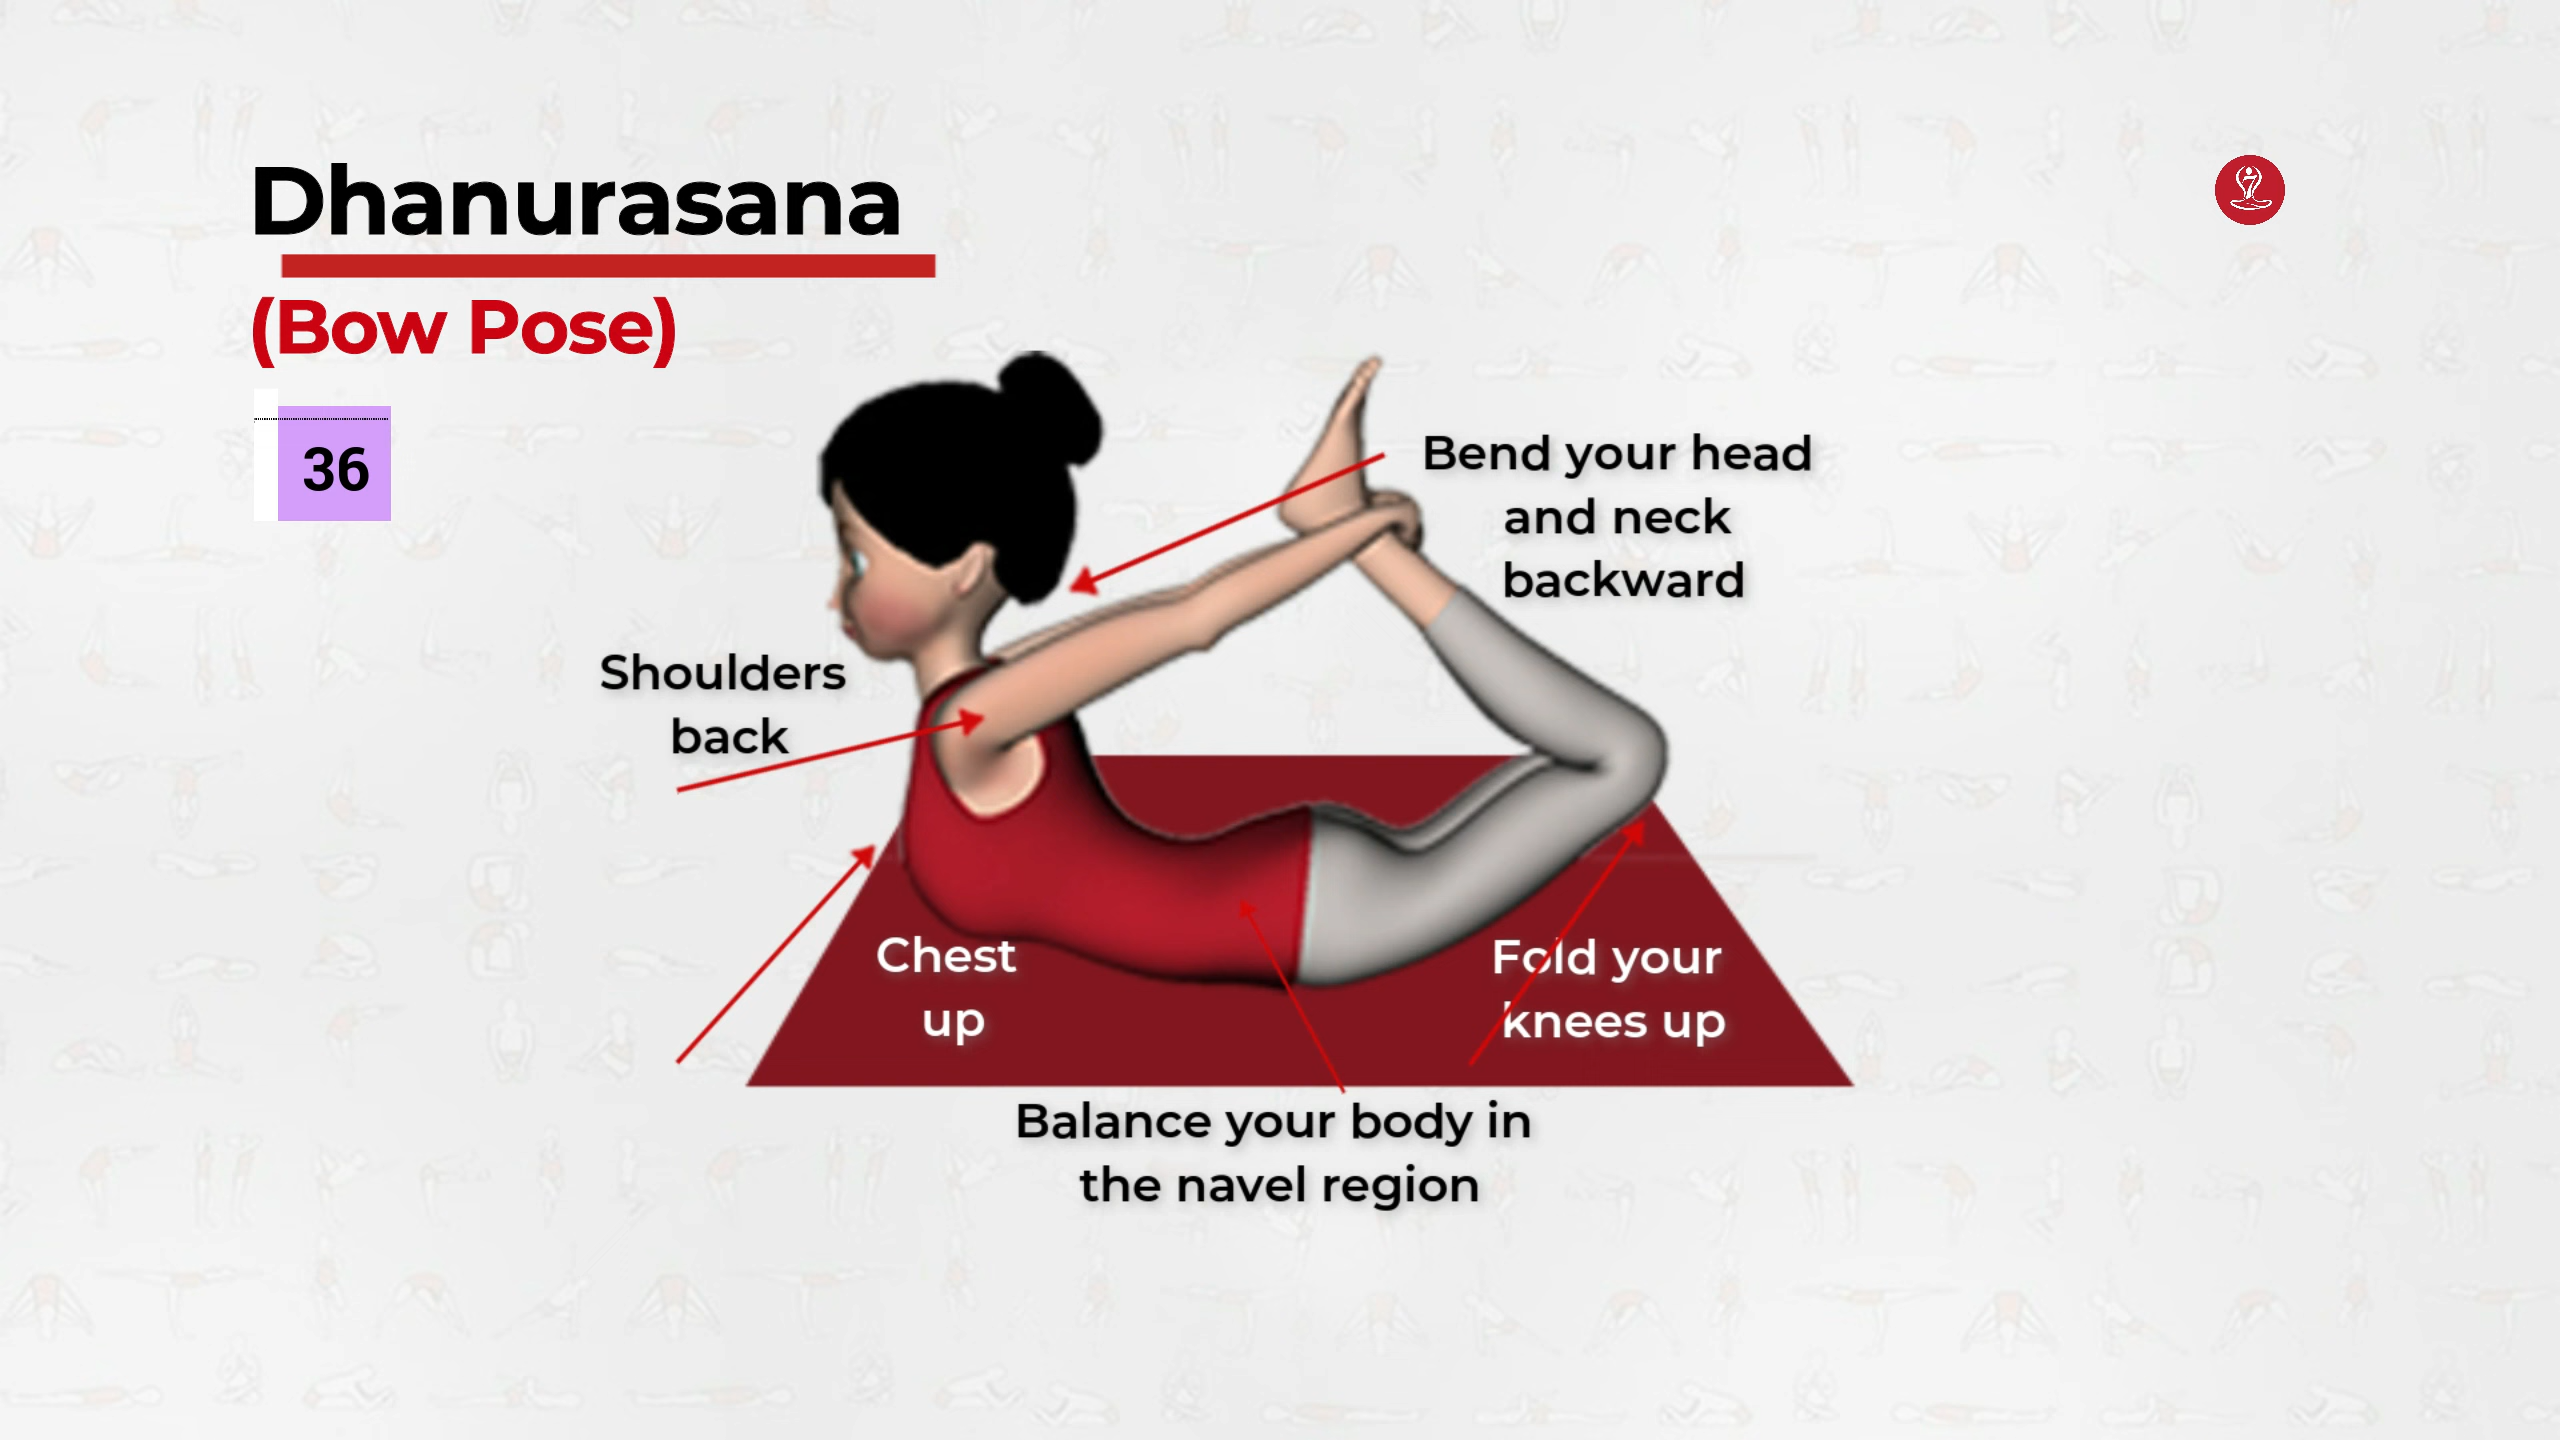 Dhanurasana
(Bow Pose)
36
Bend your head
and neck
backward
Shoulders
back
Chest
up
Fold your
knees up
Balance your body in
the navel region